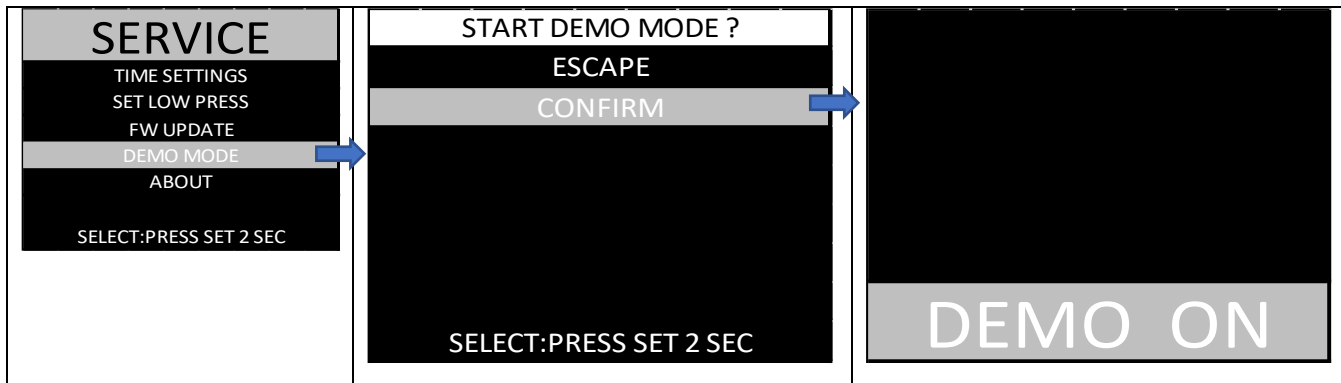 SERVICE
TIME SETTINGS
SET LOW PRESS
FW UPDATE
DEMO MODE
ABOUT
SELECT:PRESS SET 2 SEC
START DEMO MODE ?
ESCAPE
CONFIRM
SELECT:PRESS SET 2 SEC
DEMO ON